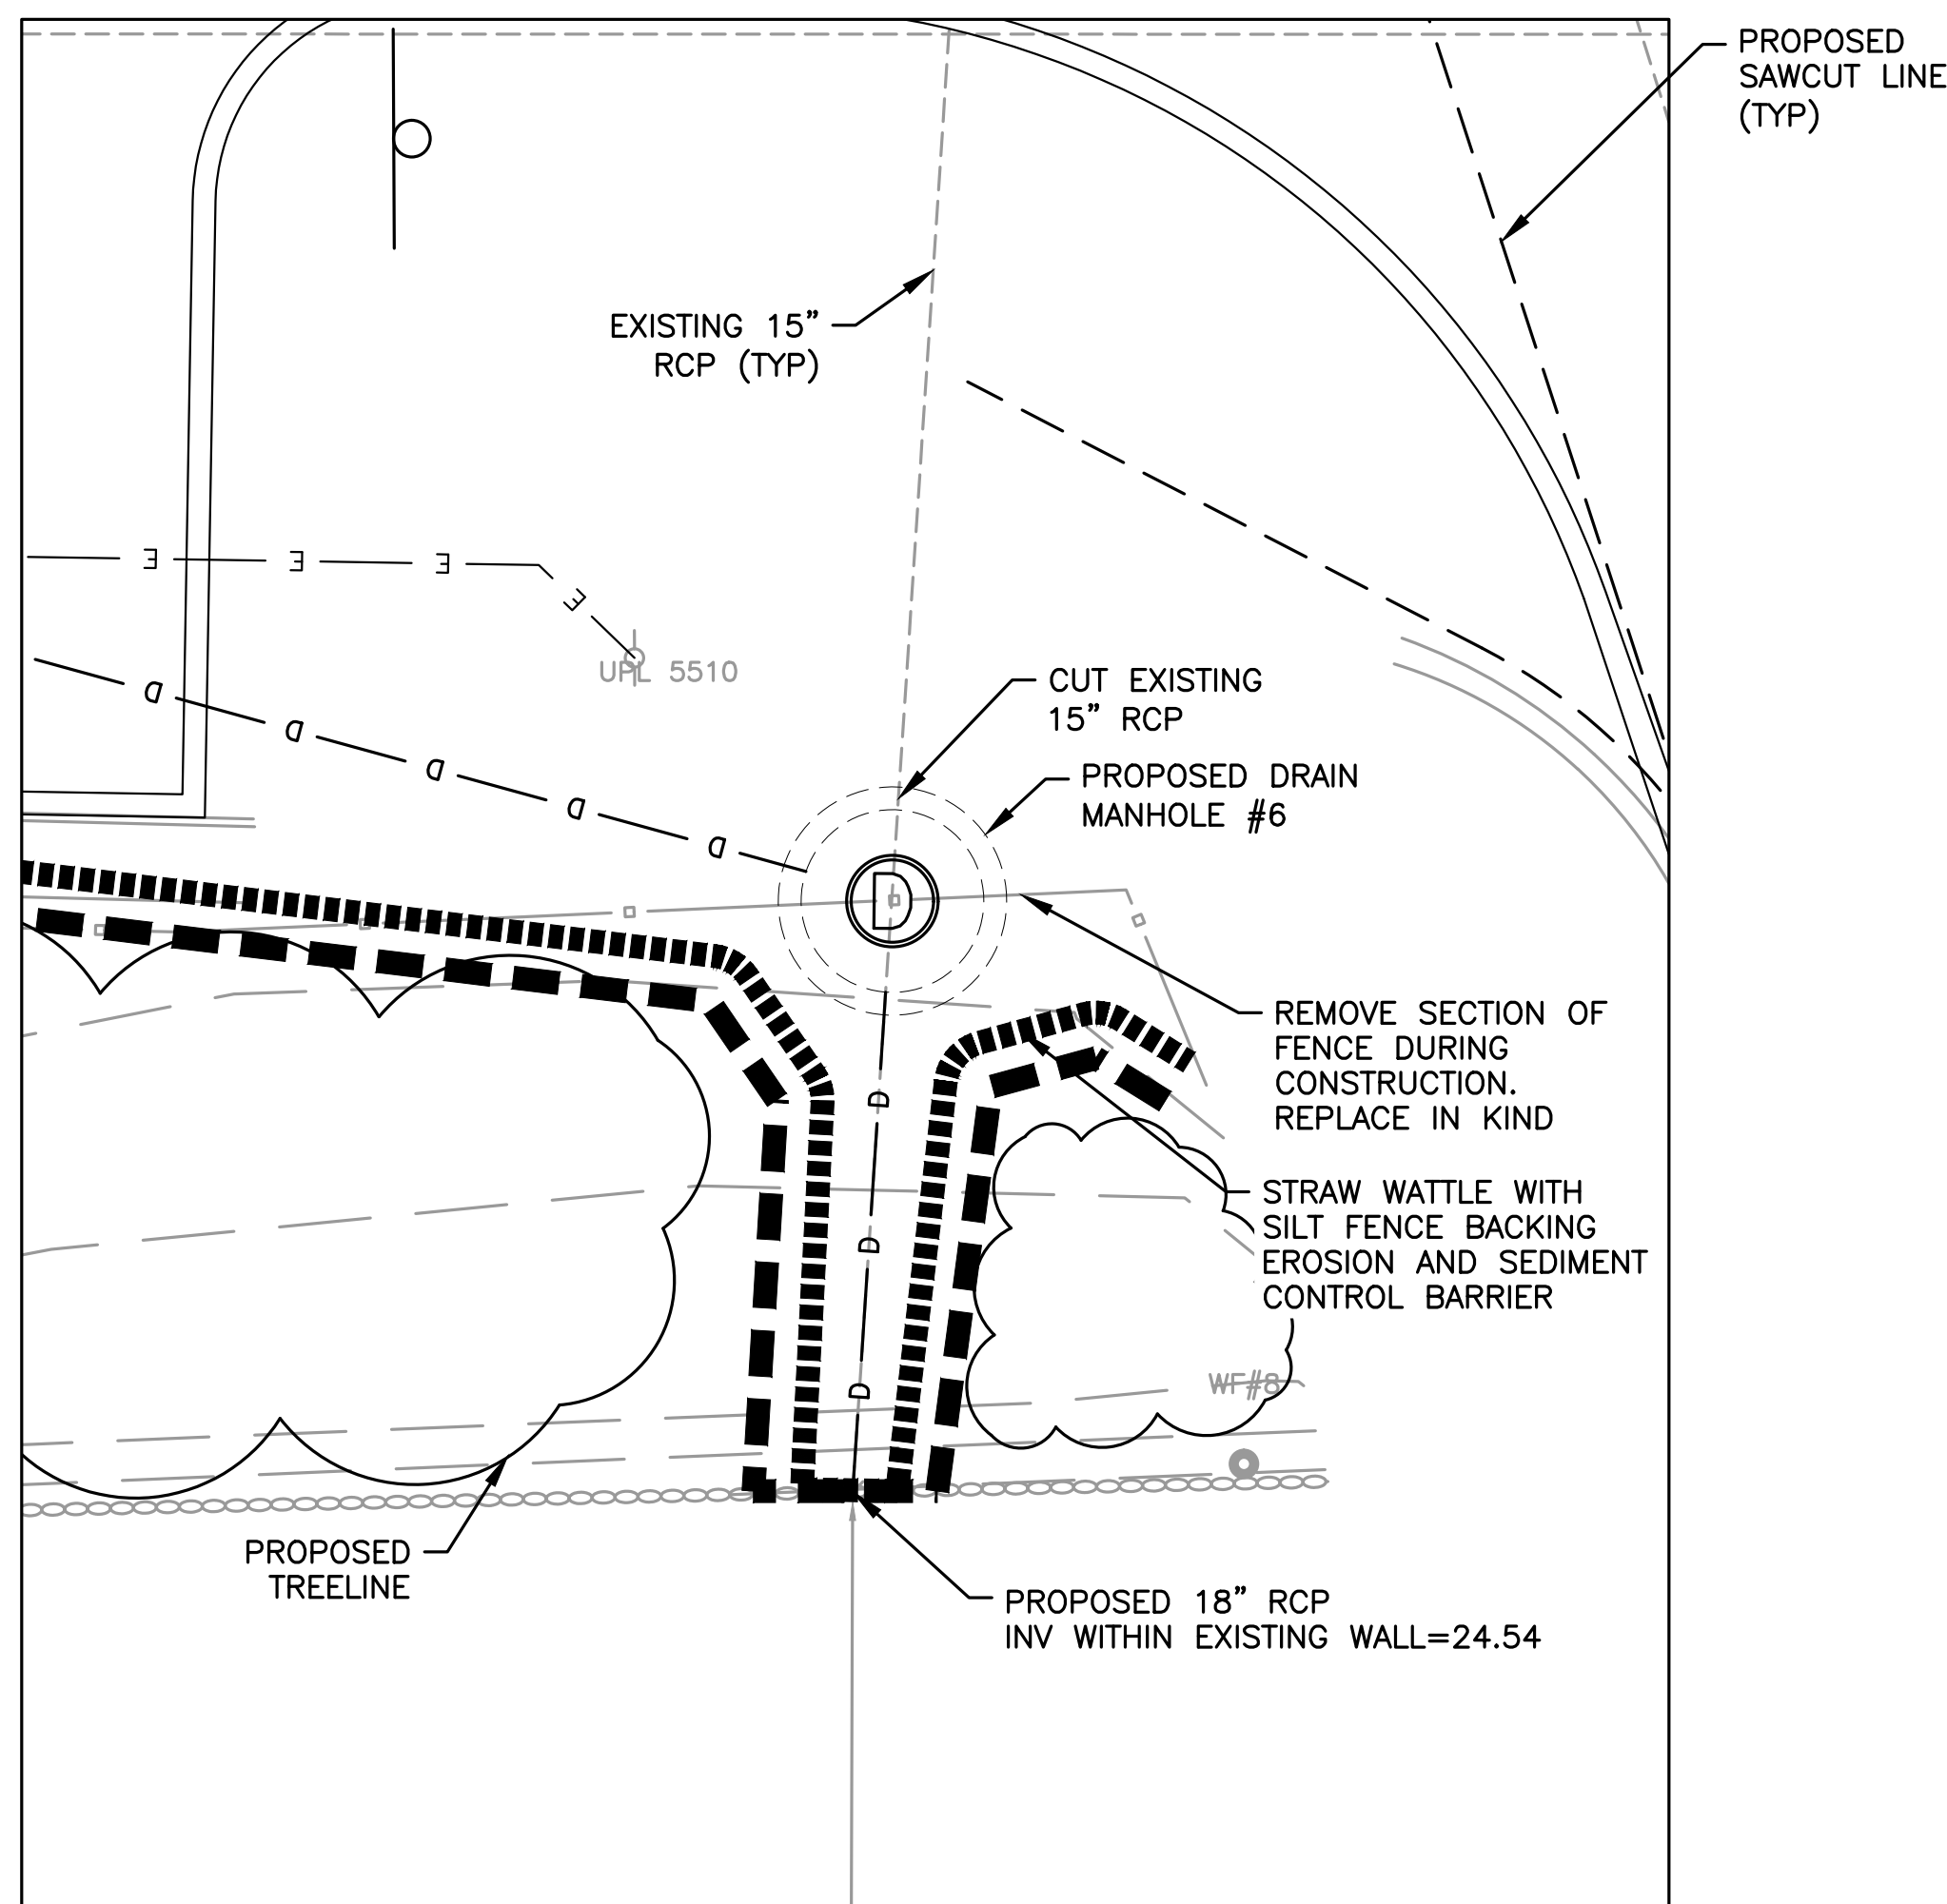 PROPOSED
SAWCUT LINE
(TYP)
EXISTING 15"
RCP (TYP)
E
E
E
E
UPL 5510
D
D
D
D
D
CUT EXISTING
15" RCP
PROPOSED DRAIN
MANHOLE #6
D
REMOVE SECTION OF
FENCE DURING
CONSTRUCTION.
REPLACE IN KIND
D
STRAW WATTLE WITH
SILT FENCE BACKING
EROSION AND SEDIMENT
CONTROL BARRIER
D
WF#8
D
PROPOSED
TREELINE
PROPOSED 18" RCP
INV WITHIN EXISTING WALL=24.54